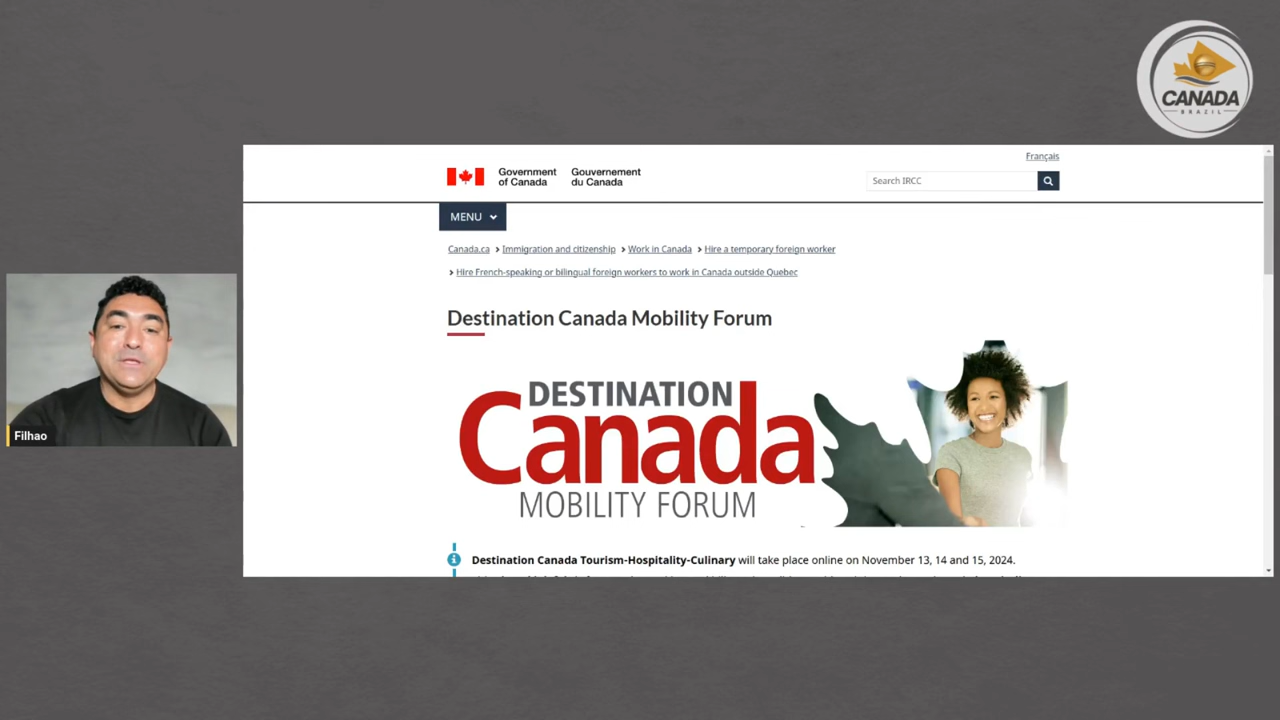 CANADA
BRAZIL
Français
Government of Canada
Gouvernement du Canada
Search IRCC
MENU
Canada.ca > Immigration and citizenship > Work in Canada > Hire a temporary foreign worker
> Hire French-speaking or bilingual foreign workers to work in Canada outside Quebec
Destination Canada Mobility Forum
DESTINATION
Canada
MOBILITY FORUM
Destination Canada Tourism-Hospitality-Culinary will take place online on November 13, 14 and 15, 2024.
Filhao